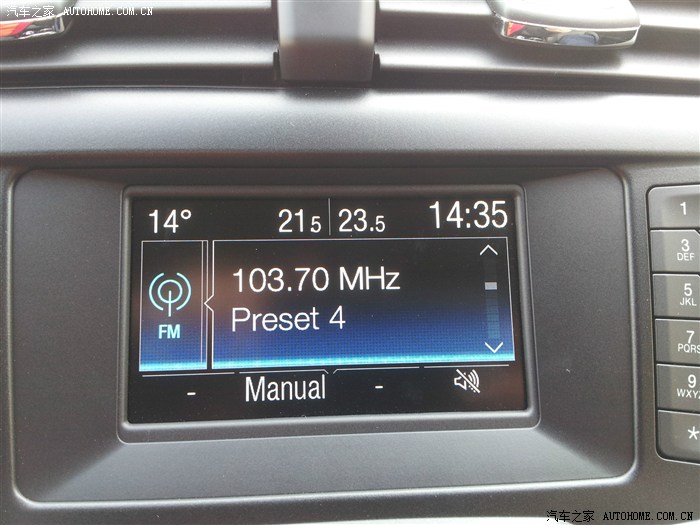 汽车之家 AUTOHOME.COM.CN
14° 21.5 23.5 14:35
103.70 MHz
FM Preset 4
- Manual -
1
3 DEF
5 JKL
7 PQRS
9 WXYZ
*
汽车之家 AUTOHOME.COM.CN